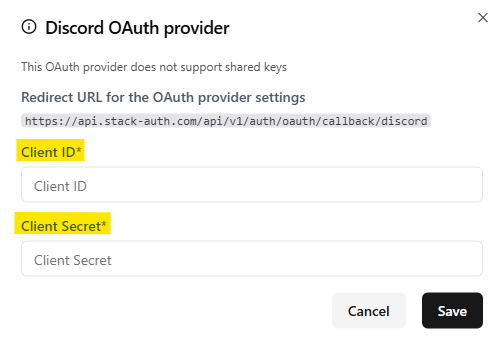 Discord OAuth provider
This OAuth provider does not support shared keys
Redirect URL for the OAuth provider settings
https://api.stack-auth.com/api/v1/auth/oauth/callback/discord
Client ID*
Client ID
Client Secret*
Client Secret
Cancel Save